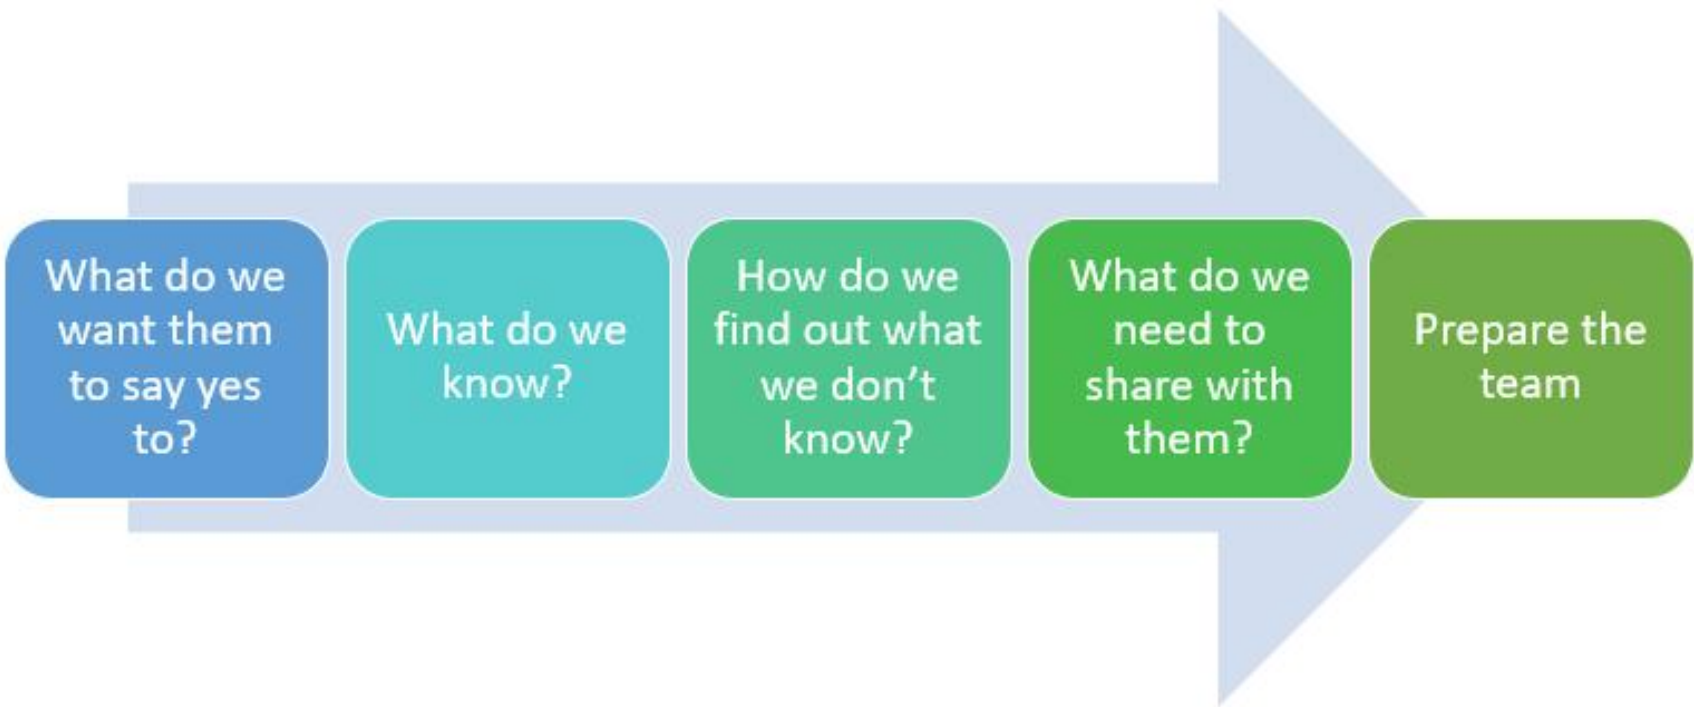 What do we
want them
to say yes
to?
What do we
know?
How do we
find out what
we don’t
know?
What do we
need to
share with
them?
Prepare the
team